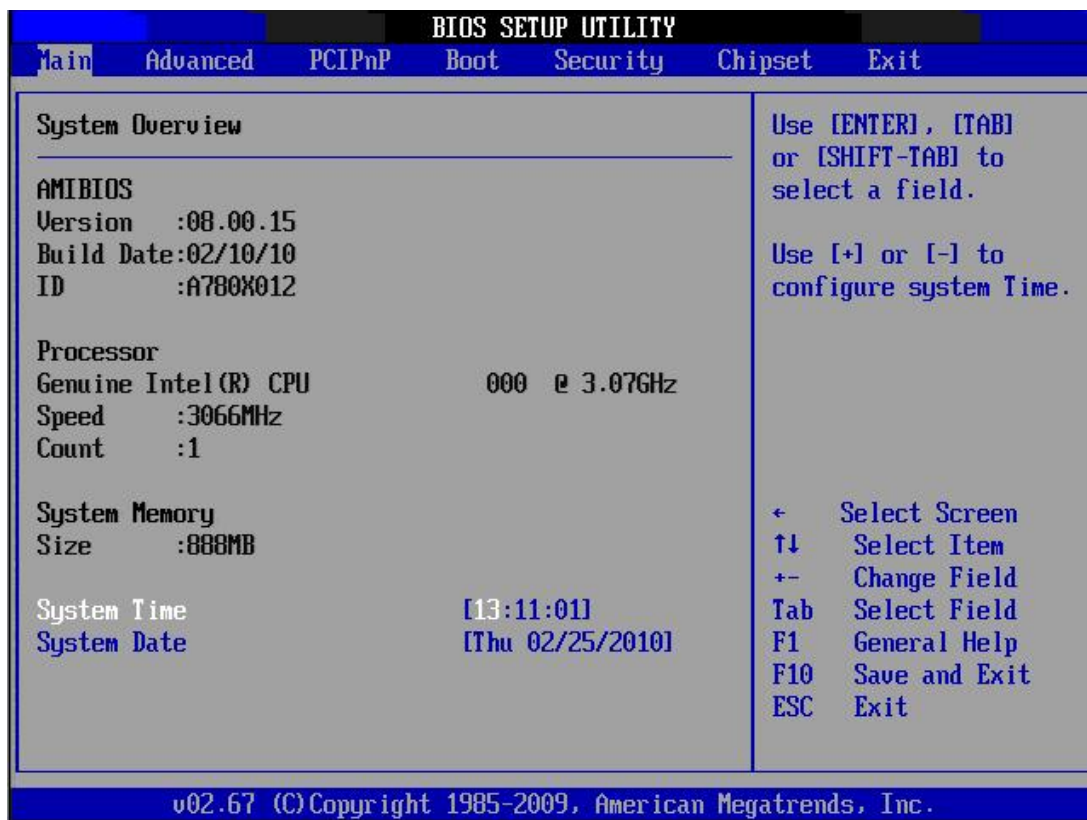 BIOS SETUP UTILITY
Main Advanced PCIPnP Boot Security Chipset Exit
System Overview
AMIBIOS
Version :08.00.15
Build Date:02/10/10
ID :A780X012
Processor
Genuine Intel(R) CPU 000 @ 3.07GHz
Speed :3066MHz
Count :1
System Memory
Size :888MB
System Time [13:11:01]
System Date [Thu 02/25/2010]
Use [ENTER], [TAB]
or [SHIFT-TAB] to
select a field.
Use [+] or [-] to
configure system Time.
← Select Screen
↑↓ Select Item
+- Change Field
Tab Select Field
F1 General Help
F10 Save and Exit
ESC Exit
v02.67 (C)Copyright 1985-2009, American Megatrends, Inc.